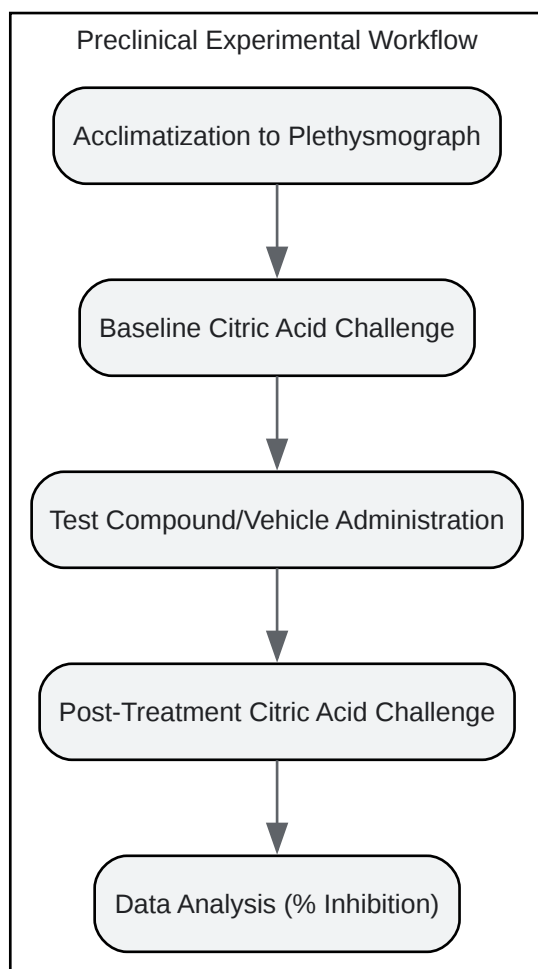 Preclinical Experimental Workflow
Acclimatization to Plethysmograph
Baseline Citric Acid Challenge
Test Compound/Vehicle Administration
Post-Treatment Citric Acid Challenge
Data Analysis (% Inhibition)